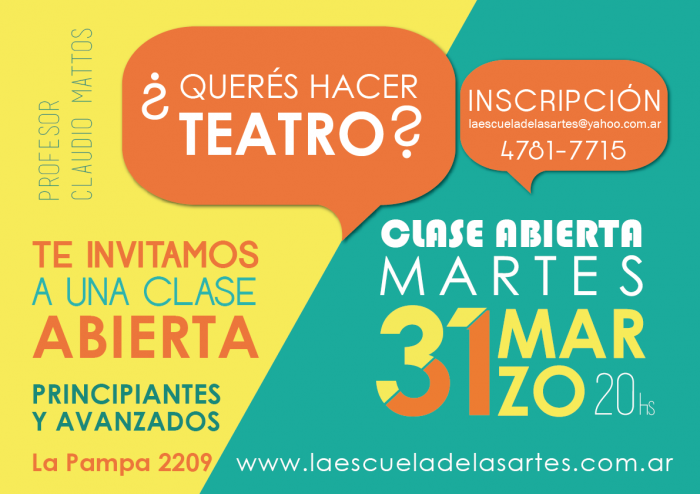 PROFESOR
CLAUDIO MATTOS
¿QUERÉS HACER
TEATRO?
INSCRIPCIÓN
laescueladelasartes@yahoo.com.ar
4781-7715
TE INVITAMOS
A UNA CLASE
ABIERTA
PRINCIPIANTES
Y AVANZADOS
La Pampa 2209
CLASE ABIERTA
MARTES
31 MAR
ZO 20hs
www.laescueladelasartes.com.ar